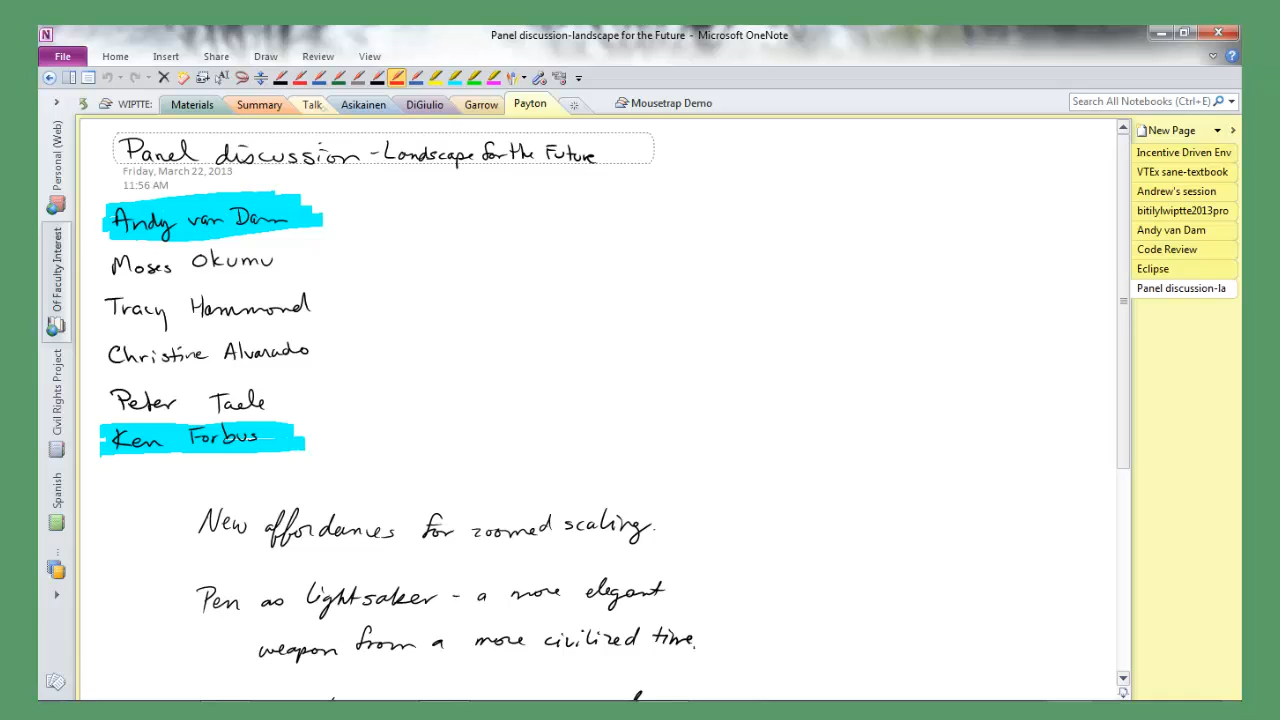 Panel discussion-landscape for the Future - Microsoft OneNote
File Home Insert Share Draw Review View
WIPTTE: Materials Summary Talk Asikainen DiGiulio Garrow Payton Mousetrap Demo
Search All Notebooks (Ctrl+E)
Panel discussion - Landscape for the Future
Friday, March 22, 2013
11:56 AM
Andy van Dam
Moses Okumu
Tracy Hammond
Christine Alvarado
Peter Taele
Ken Forbus
New affordances for zoomed scaling.
Pen as lightsaker - a more elegant
weapon from a more civilized time.
Personal (Web)
Of Faculty Interest
Civil Rights Project
Spanish
...
New Page
Incentive Driven Env
VTEx sane-textbook
Andrew's session
bitilylwiptte2013pro
Andy van Dam
Code Review
Eclipse
Panel discussion-la